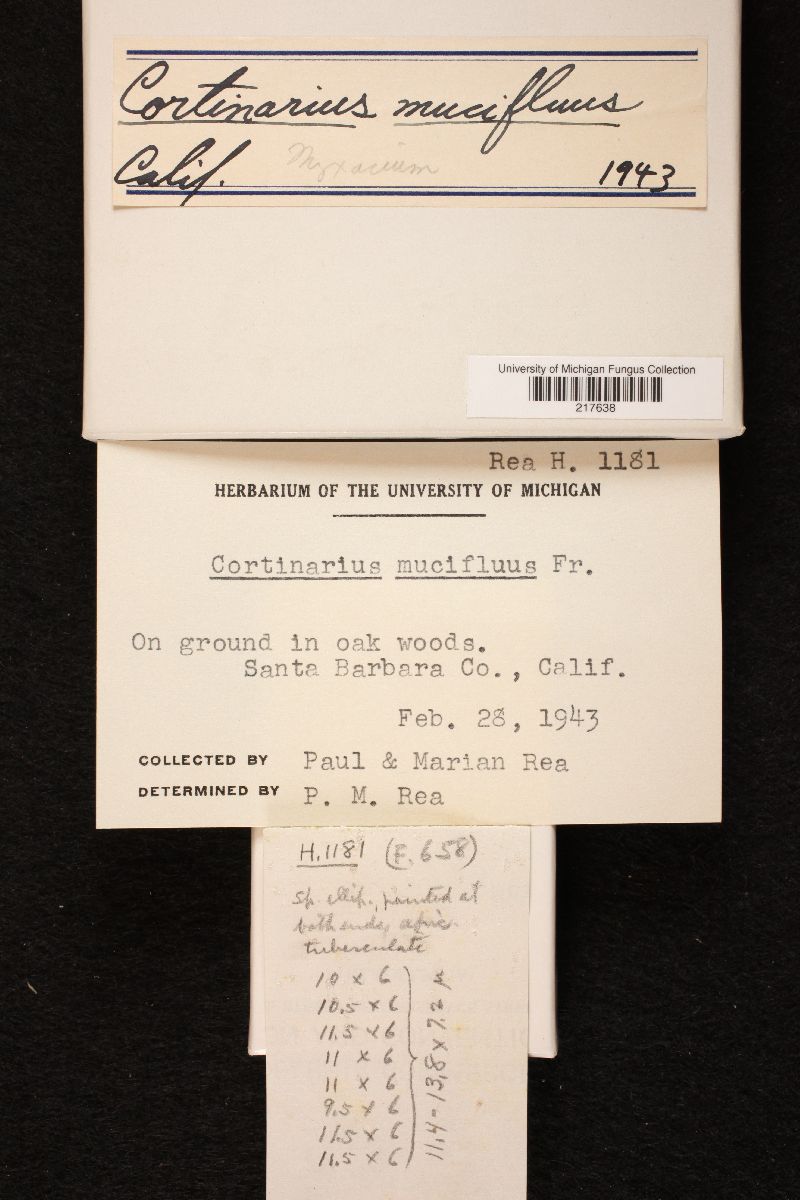 Cortinarius mucifluus
Myxacium
Calif. 1943
University of Michigan Fungus Collection
217638
Rea H. 1181
HERBARIUM OF THE UNIVERSITY OF MICHIGAN
Cortinarius mucifluus Fr.
On ground in oak woods.
Santa Barbara Co., Calif.
Feb. 28, 1943
COLLECTED BY Paul & Marian Rea
DETERMINED BY P. M. Rea
H.1181 (F.658)
Sp. ellip., pointed at
both ends, apic.
tuberculate
10 x 6
10.5 x 6
11.5 x 6
11 x 6
11 x 6
9.5 x 6
11.5 x 6
11.5 x 6
11.4-13.8 x 7.2 µ